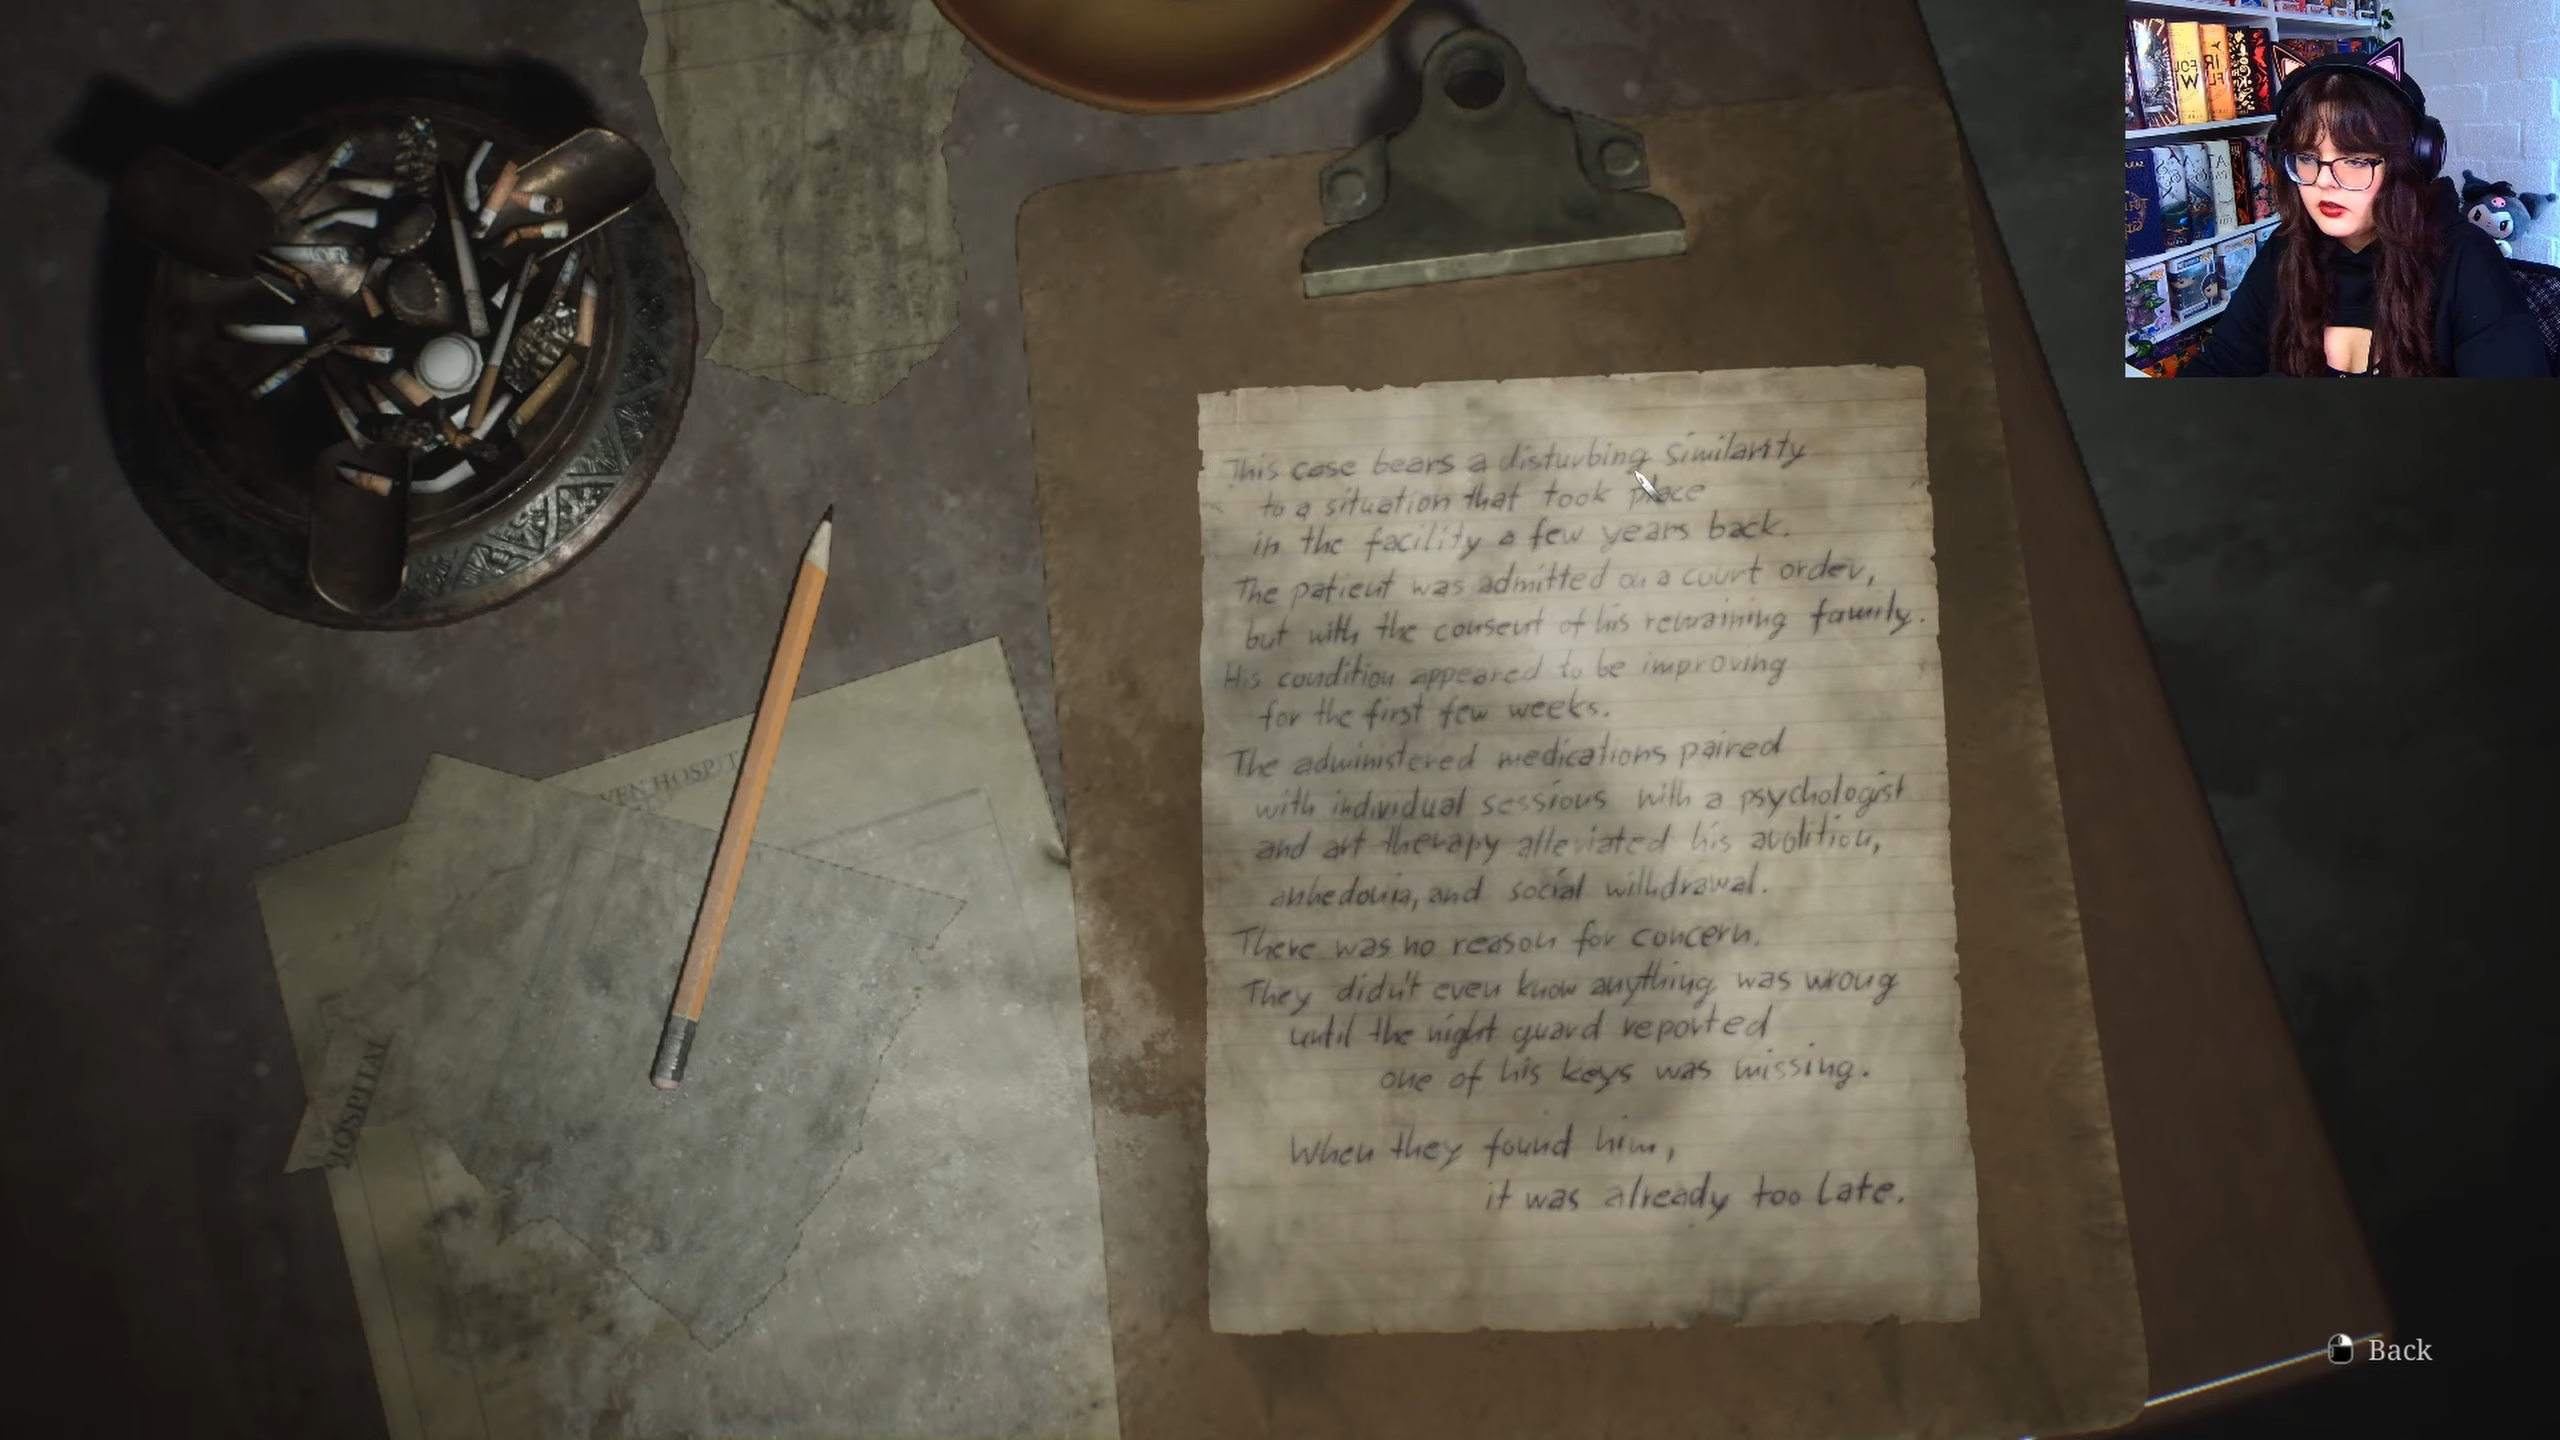 This case bears a disturbing similarity
to a situation that took place
in the facility a few years back.
The patient was admitted on a court order,
but with the consent of his remaining family.
His condition appeared to be improving
for the first few weeks.
The administered medications paired
with individual sessions with a psychologist
and art therapy alleviated his avolition,
anhedonia, and social withdrawal.
There was no reason for concern.
They didn't even know anything was wrong
until the night guard reported
one of his keys was missing.
When they found him,
it was already too late.
VEN HOSPIT
HOSPITAL
Back